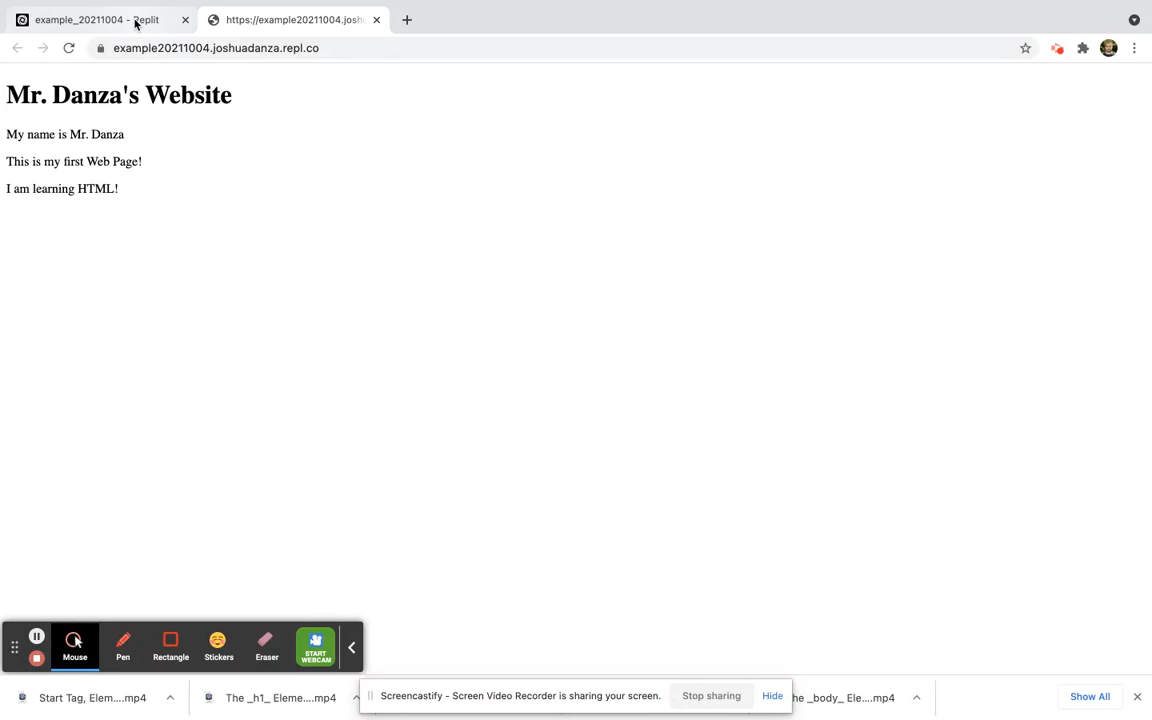 example_20211004 - Replit
https://example20211004.josh
example20211004.joshuadanza.repl.co
Mr. Danza's Website
My name is Mr. Danza
This is my first Web Page!
I am learning HTML!
Mouse
Pen
Rectangle
Stickers
Eraser
START WEBCAM
Start Tag, Elem....mp4
The _h1_ Eleme....mp4
Screencastify - Screen Video Recorder is sharing your screen.
Stop sharing
Hide
he _body_ Ele....mp4
Show All